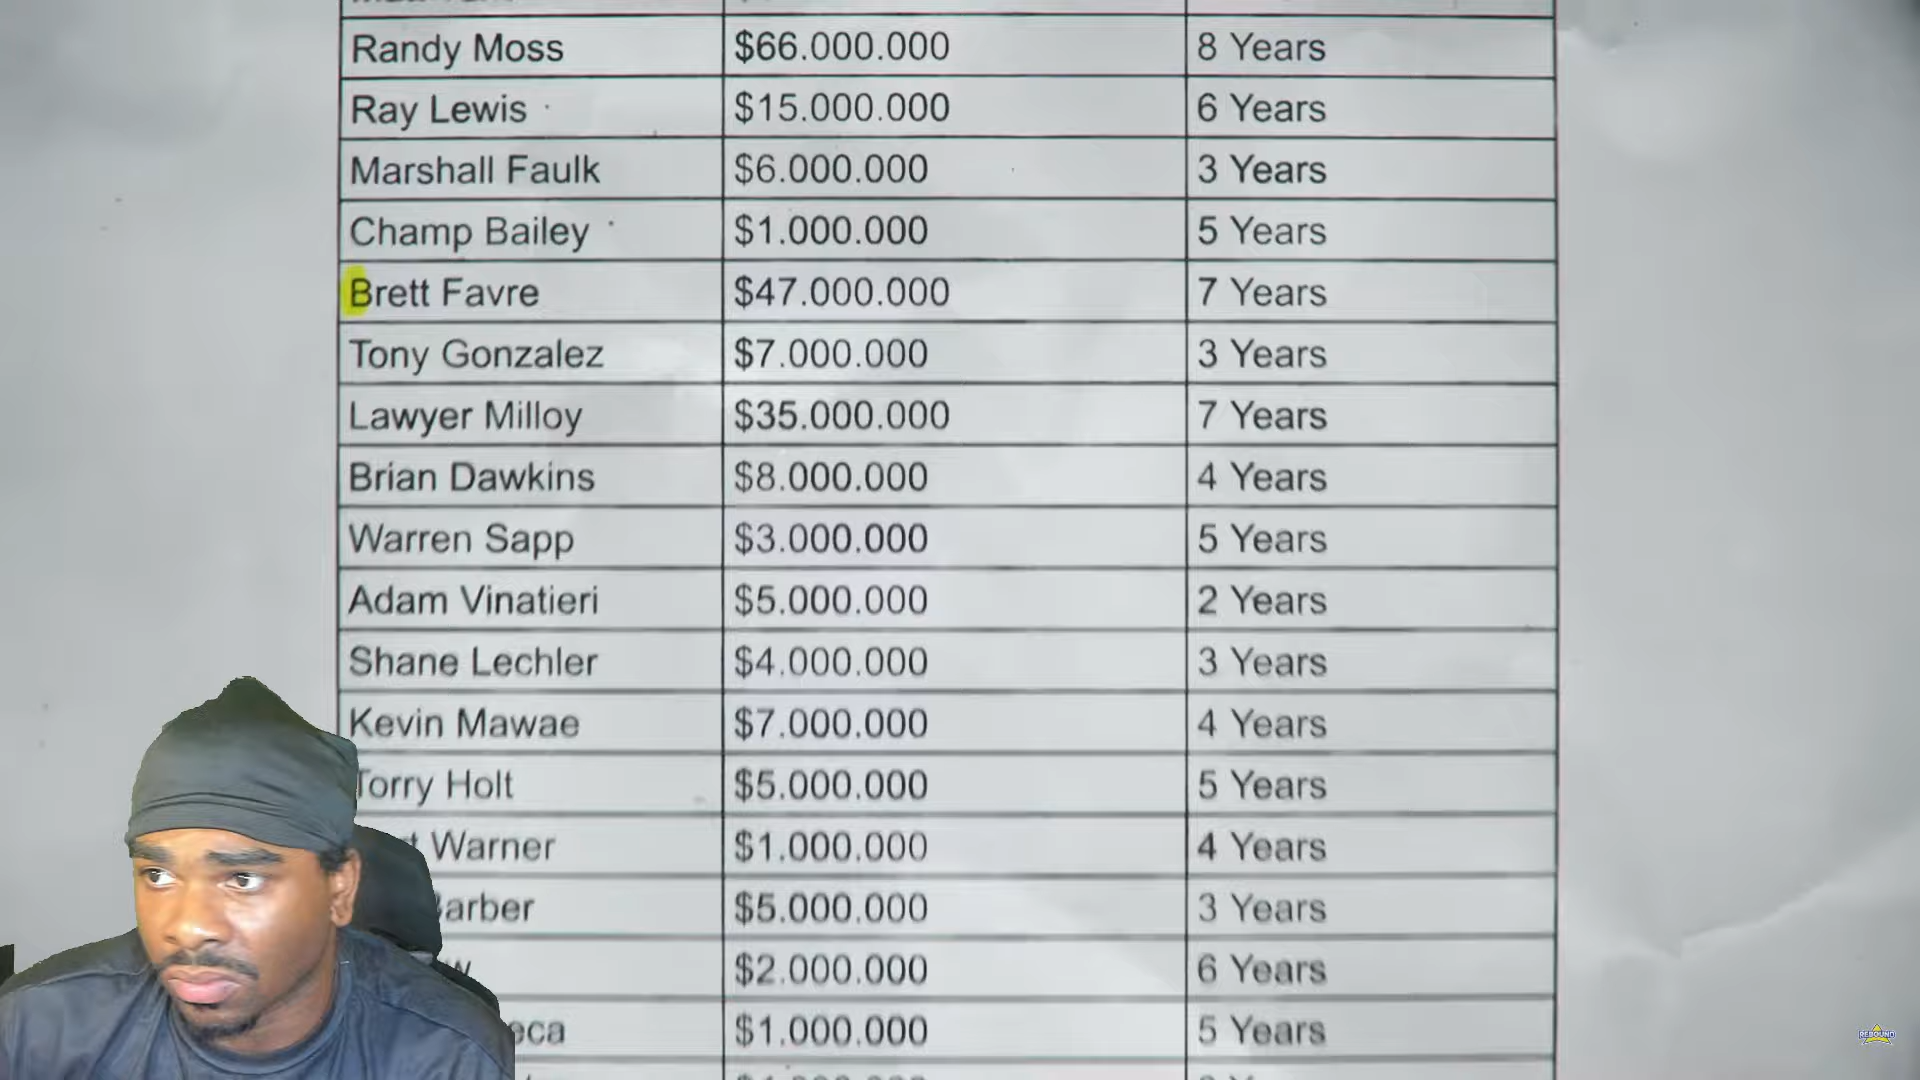 Randy Moss $66.000.000 8 Years
Ray Lewis $15.000.000 6 Years
Marshall Faulk $6.000.000 3 Years
Champ Bailey $1.000.000 5 Years
Brett Favre $47.000.000 7 Years
Tony Gonzalez $7.000.000 3 Years
Lawyer Milloy $35.000.000 7 Years
Brian Dawkins $8.000.000 4 Years
Warren Sapp $3.000.000 5 Years
Adam Vinatieri $5.000.000 2 Years
Shane Lechler $4.000.000 3 Years
Kevin Mawae $7.000.000 4 Years
Torry Holt $5.000.000 5 Years
Warner $1.000.000 4 Years
$5.000.000 3 Years
$2.000.000 6 Years
$1.000.000 5 Years
REBOUND